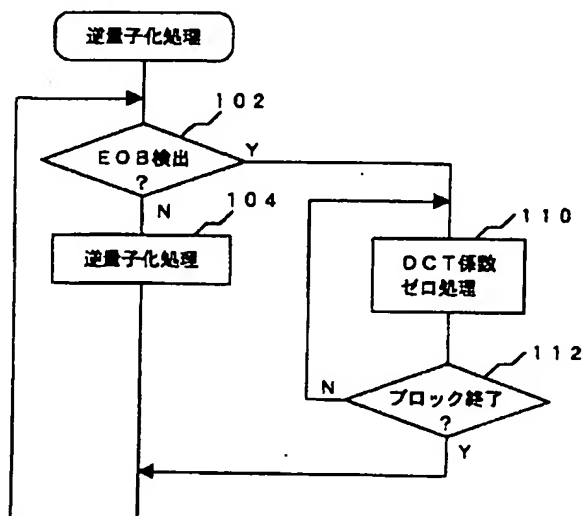 逆量子化処理
１０２
ＥＯＢ検出
?
Y
N
１０４
逆量子化処理
１１０
ＤＣＴ係数
ゼロ処理
１１２
N
ブロック終了
?
Y